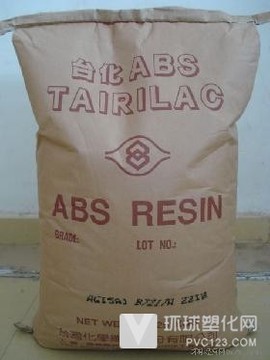 台化ABS
TAIRILAC
ABS RESIN
GRADE:
LOT NO.:
NET WE
环球塑化网
PVC123.COM